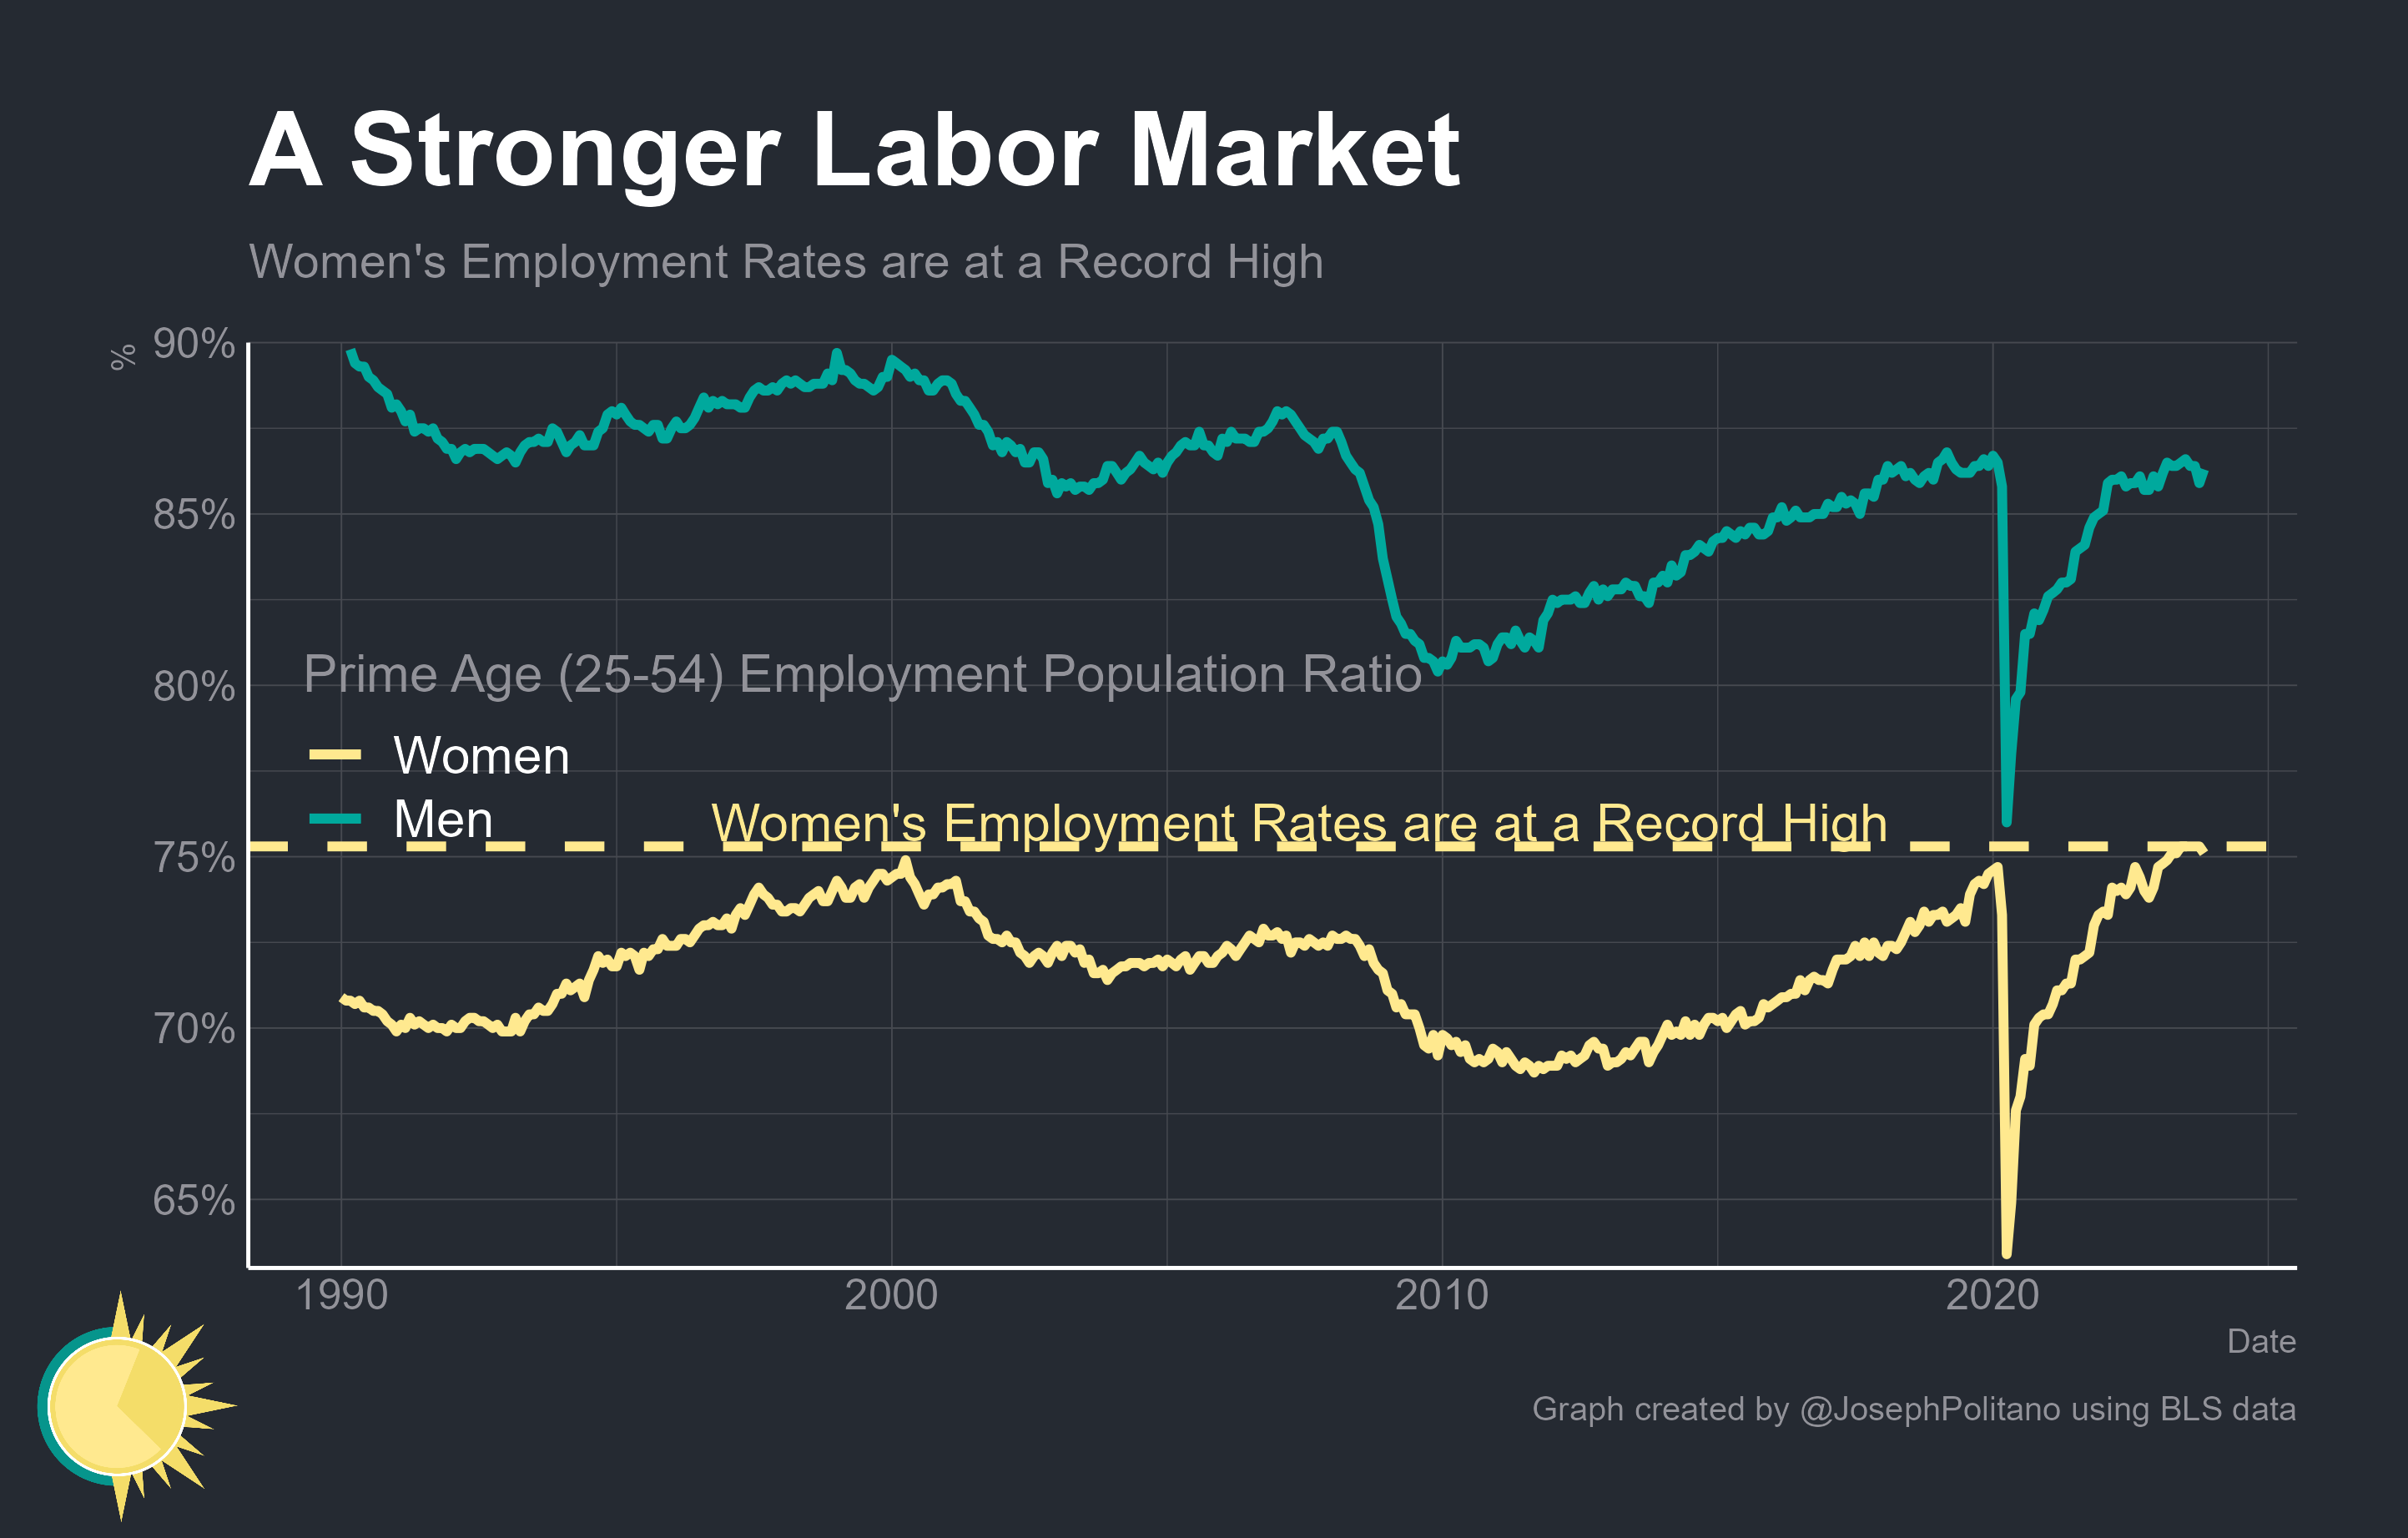 A Stronger Labor Market
Women's Employment Rates are at a Record High
%
90%
85%
80%
75%
70%
65%
Prime Age (25-54) Employment Population Ratio
Women
Men
Women's Employment Rates are at a Record High
1990
2000
2010
2020
Date
Graph created by @JosephPolitano using BLS data